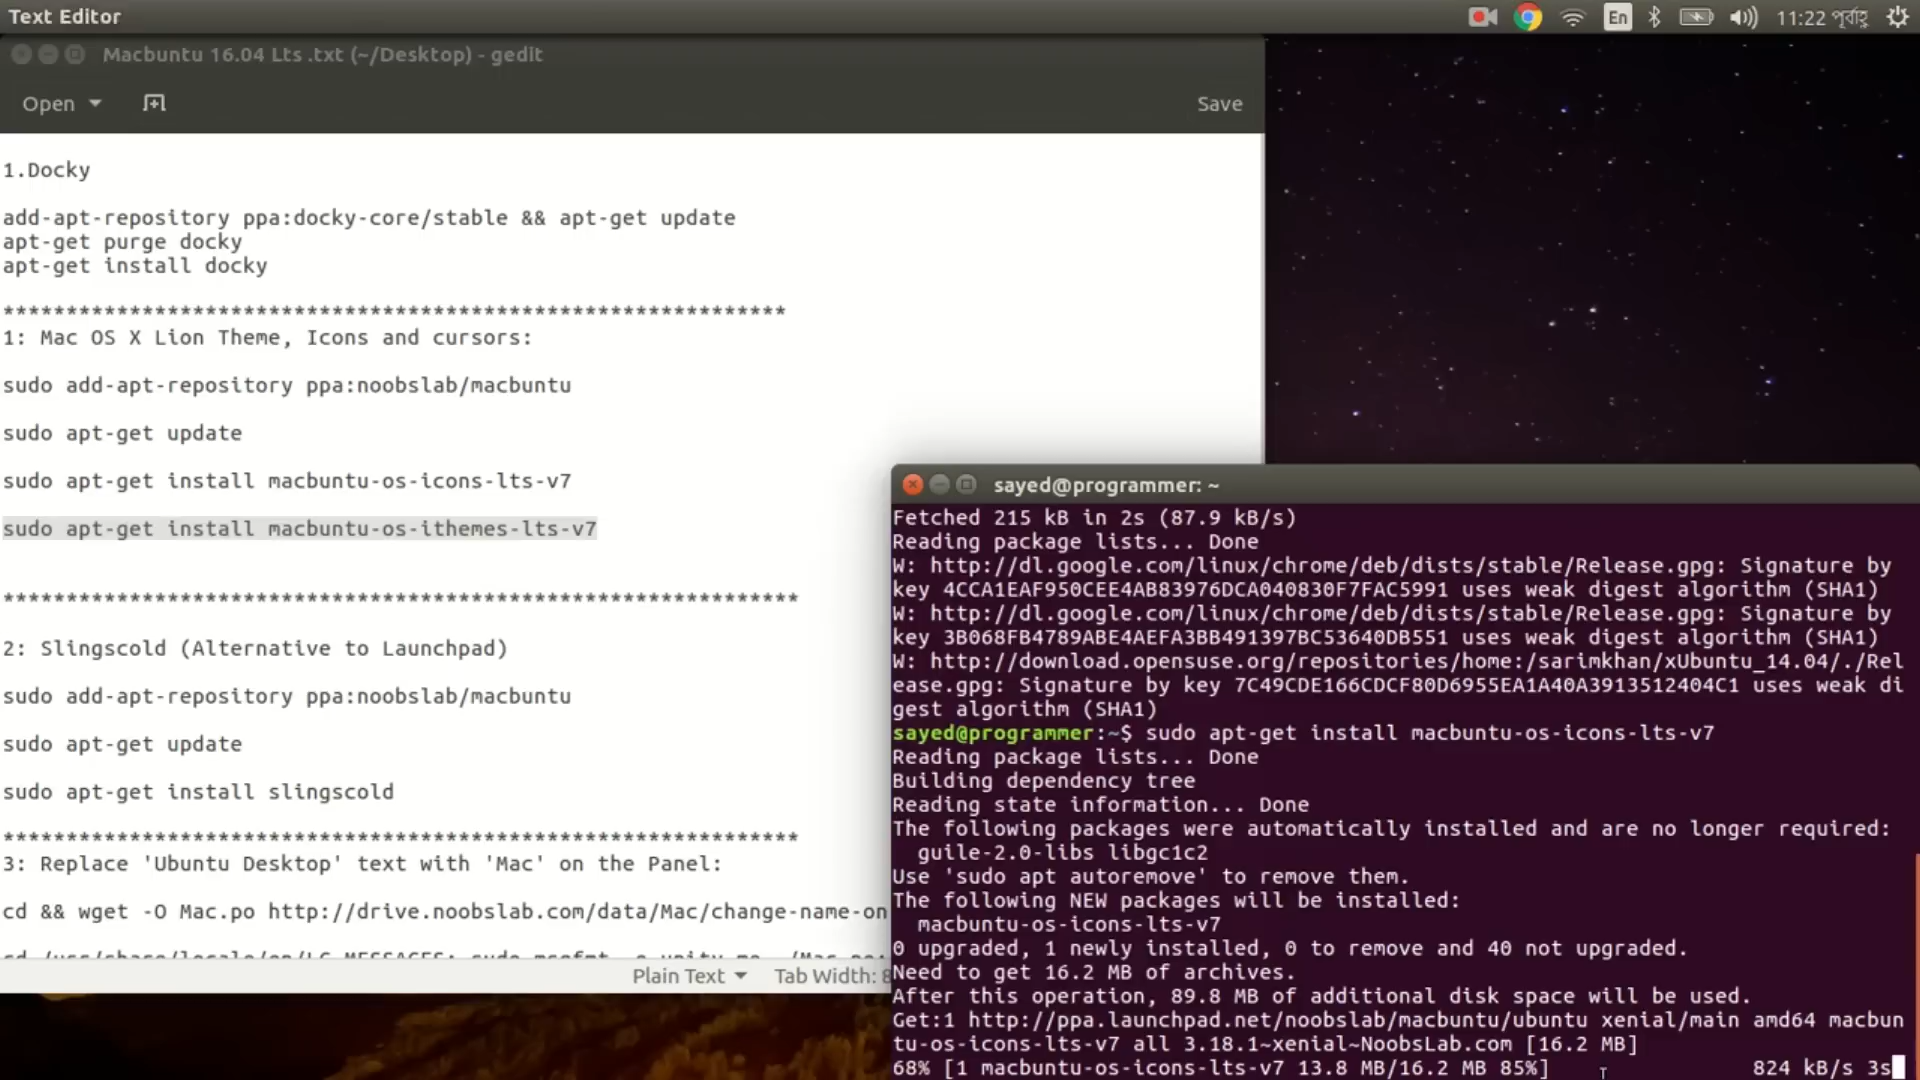 Text Editor
En
11:22 পূর্বাহ্ণ
Macbuntu 16.04 Lts .txt (~/Desktop) - gedit
Open
Save
1.Docky
add-apt-repository ppa:docky-core/stable && apt-get update
apt-get purge docky
apt-get install docky
**************************************************************
1: Mac OS X Lion Theme, Icons and cursors:
sudo add-apt-repository ppa:noobslab/macbuntu
sudo apt-get update
sudo apt-get install macbuntu-os-icons-lts-v7
sudo apt-get install macbuntu-os-ithemes-lts-v7
***************************************************************
2: Slingscold (Alternative to Launchpad)
sudo add-apt-repository ppa:noobslab/macbuntu
sudo apt-get update
sudo apt-get install slingscold
***************************************************************
3: Replace 'Ubuntu Desktop' text with 'Mac' on the Panel:
cd && wget -O Mac.po http://drive.noobslab.com/data/Mac/change-name-on
Plain Text
Tab Width: 8
sayed@programmer: ~
Fetched 215 kB in 2s (87.9 kB/s)
Reading package lists... Done
W: http://dl.google.com/linux/chrome/deb/dists/stable/Release.gpg: Signature by
key 4CCA1EAF950CEE4AB83976DCA040830F7FAC5991 uses weak digest algorithm (SHA1)
W: http://dl.google.com/linux/chrome/deb/dists/stable/Release.gpg: Signature by
key 3B068FB4789ABE4AEFA3BB491397BC53640DB551 uses weak digest algorithm (SHA1)
W: http://download.opensuse.org/repositories/home:/sarimkhan/xUbuntu_14.04/./Rel
ease.gpg: Signature by key 7C49CDE166CDCF80D6955EA1A40A3913512404C1 uses weak di
gest algorithm (SHA1)
sayed@programmer:~$ sudo apt-get install macbuntu-os-icons-lts-v7
Reading package lists... Done
Building dependency tree
Reading state information... Done
The following packages were automatically installed and are no longer required:
guile-2.0-libs libgc1c2
Use 'sudo apt autoremove' to remove them.
The following NEW packages will be installed:
macbuntu-os-icons-lts-v7
0 upgraded, 1 newly installed, 0 to remove and 40 not upgraded.
Need to get 16.2 MB of archives.
After this operation, 89.8 MB of additional disk space will be used.
Get:1 http://ppa.launchpad.net/noobslab/macbuntu/ubuntu xenial/main amd64 macbun
tu-os-icons-lts-v7 all 3.18.1~xenial~NoobsLab.com [16.2 MB]
68% [1 macbuntu-os-icons-lts-v7 13.8 MB/16.2 MB 85%] 824 kB/s 3s